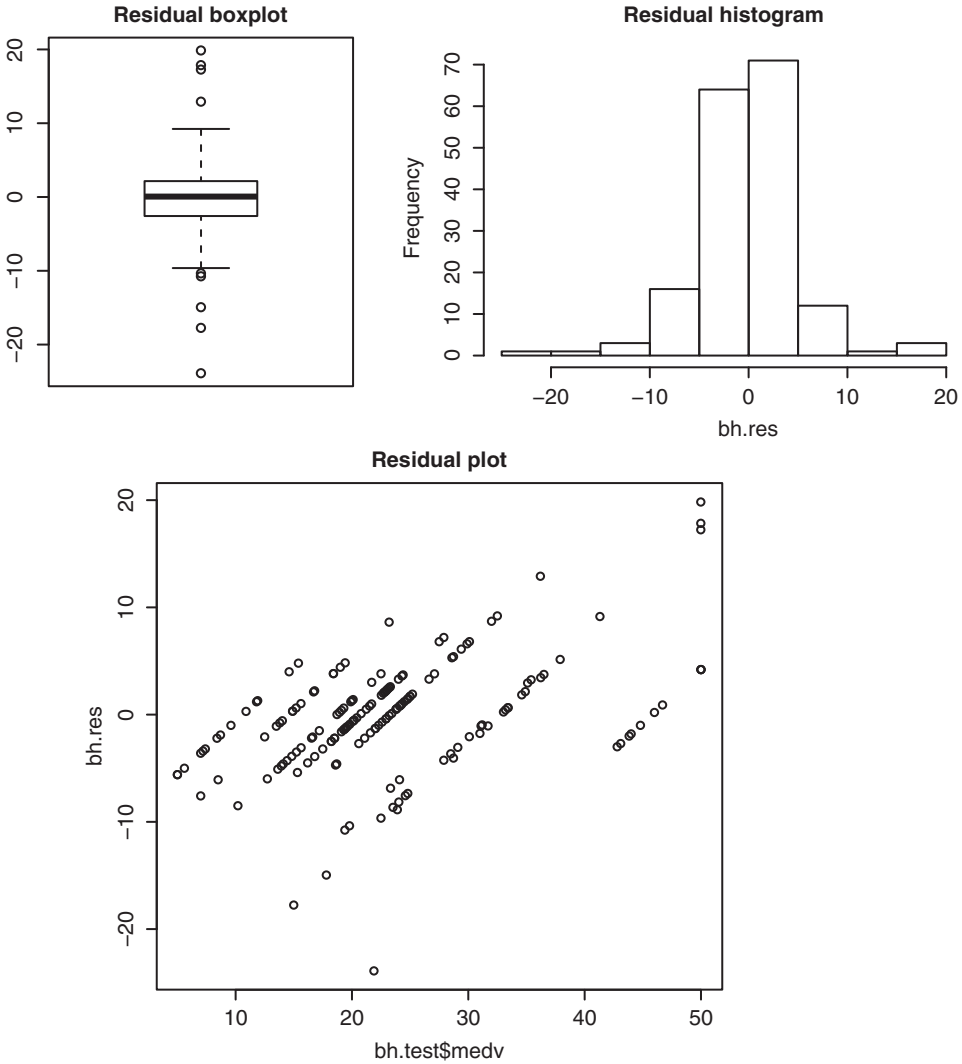 Residual boxplot
20
10
0
−10
−20
Residual histogram
Frequency
70
60
50
40
30
20
10
0
−20 −10 0 10 20
bh.res
Residual plot
bh.res
20
10
0
−10
−20
10 20 30 40 50
bh.test$medv